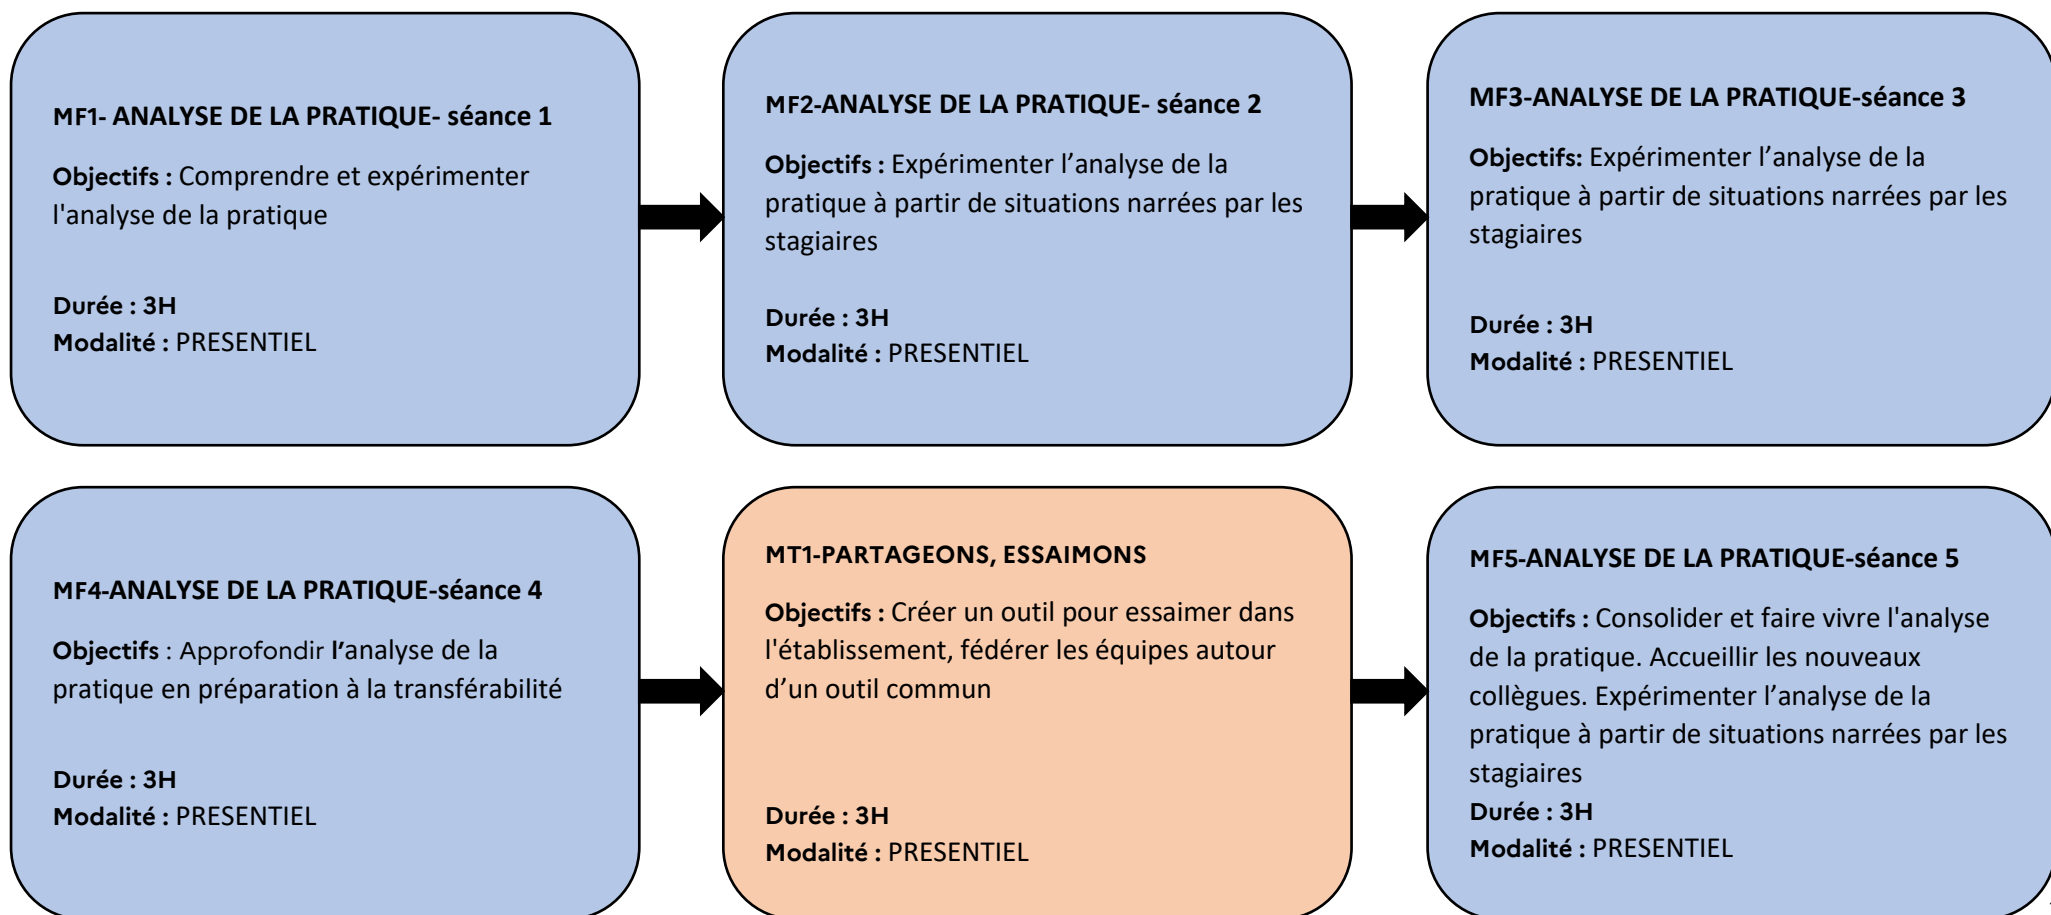 MF1- ANALYSE DE LA PRATIQUE- séance 1
Objectifs : Comprendre et expérimenter
l'analyse de la pratique
Durée : 3H
Modalité : PRESENTIEL
MF2-ANALYSE DE LA PRATIQUE- séance 2
Objectifs : Expérimenter l’analyse de la
pratique à partir de situations narrées par les
stagiaires
Durée : 3H
Modalité : PRESENTIEL
MF3-ANALYSE DE LA PRATIQUE-séance 3
Objectifs: Expérimenter l’analyse de la
pratique à partir de situations narrées par les
stagiaires
Durée : 3H
Modalité : PRESENTIEL
MF4-ANALYSE DE LA PRATIQUE-séance 4
Objectifs : Approfondir l’analyse de la
pratique en préparation à la transférabilité
Durée : 3H
Modalité : PRESENTIEL
MT1-PARTAGEONS, ESSAIMONS
Objectifs : Créer un outil pour essaimer dans
l'établissement, fédérer les équipes autour
d’un outil commun
Durée : 3H
Modalité : PRESENTIEL
MF5-ANALYSE DE LA PRATIQUE-séance 5
Objectifs : Consolider et faire vivre l'analyse
de la pratique. Accueillir les nouveaux
collègues. Expérimenter l’analyse de la
pratique à partir de situations narrées par les
stagiaires
Durée : 3H
Modalité : PRESENTIEL